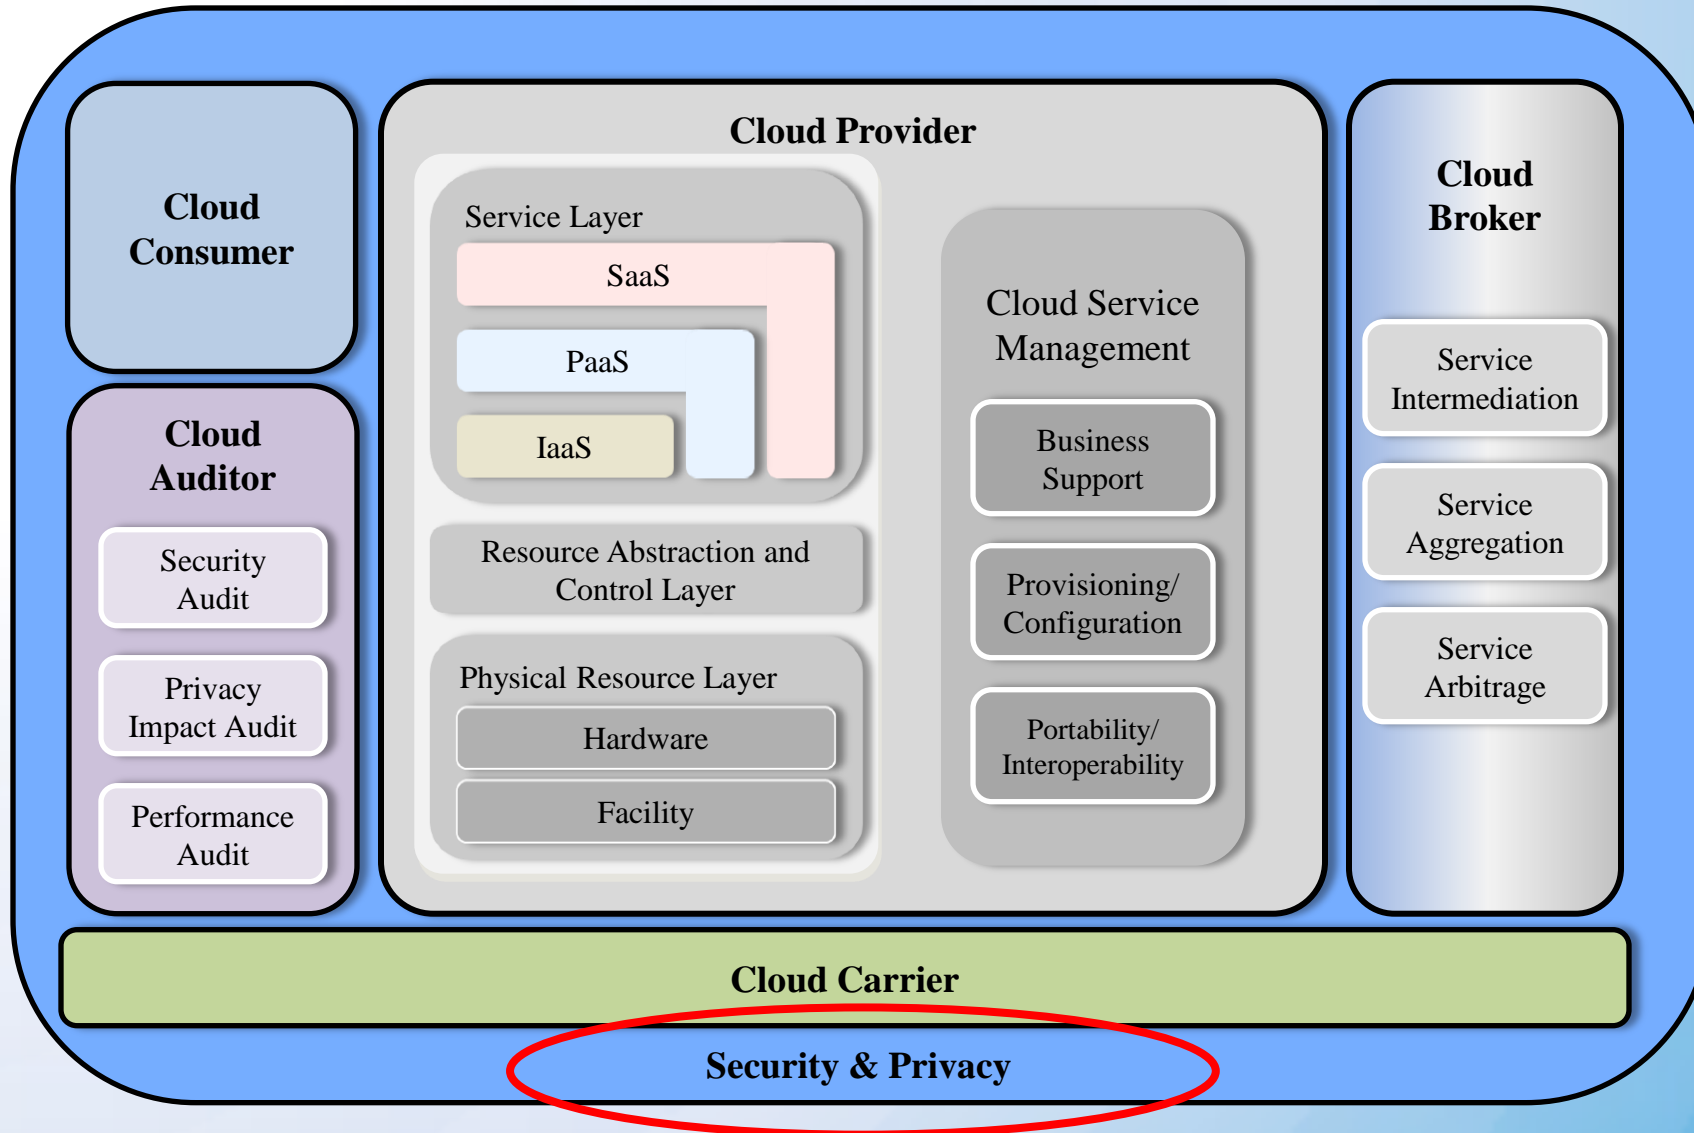 Cloud
Consumer
Cloud
Auditor
Security
Audit
Privacy
Impact Audit
Performance
Audit
Cloud Provider
Service Layer
SaaS
PaaS
IaaS
Resource Abstraction and
Control Layer
Physical Resource Layer
Hardware
Facility
Cloud Service
Management
Business
Support
Provisioning/
Configuration
Portability/
Interoperability
Cloud
Broker
Service
Intermediation
Service
Aggregation
Service
Arbitrage
Cloud Carrier
Security & Privacy